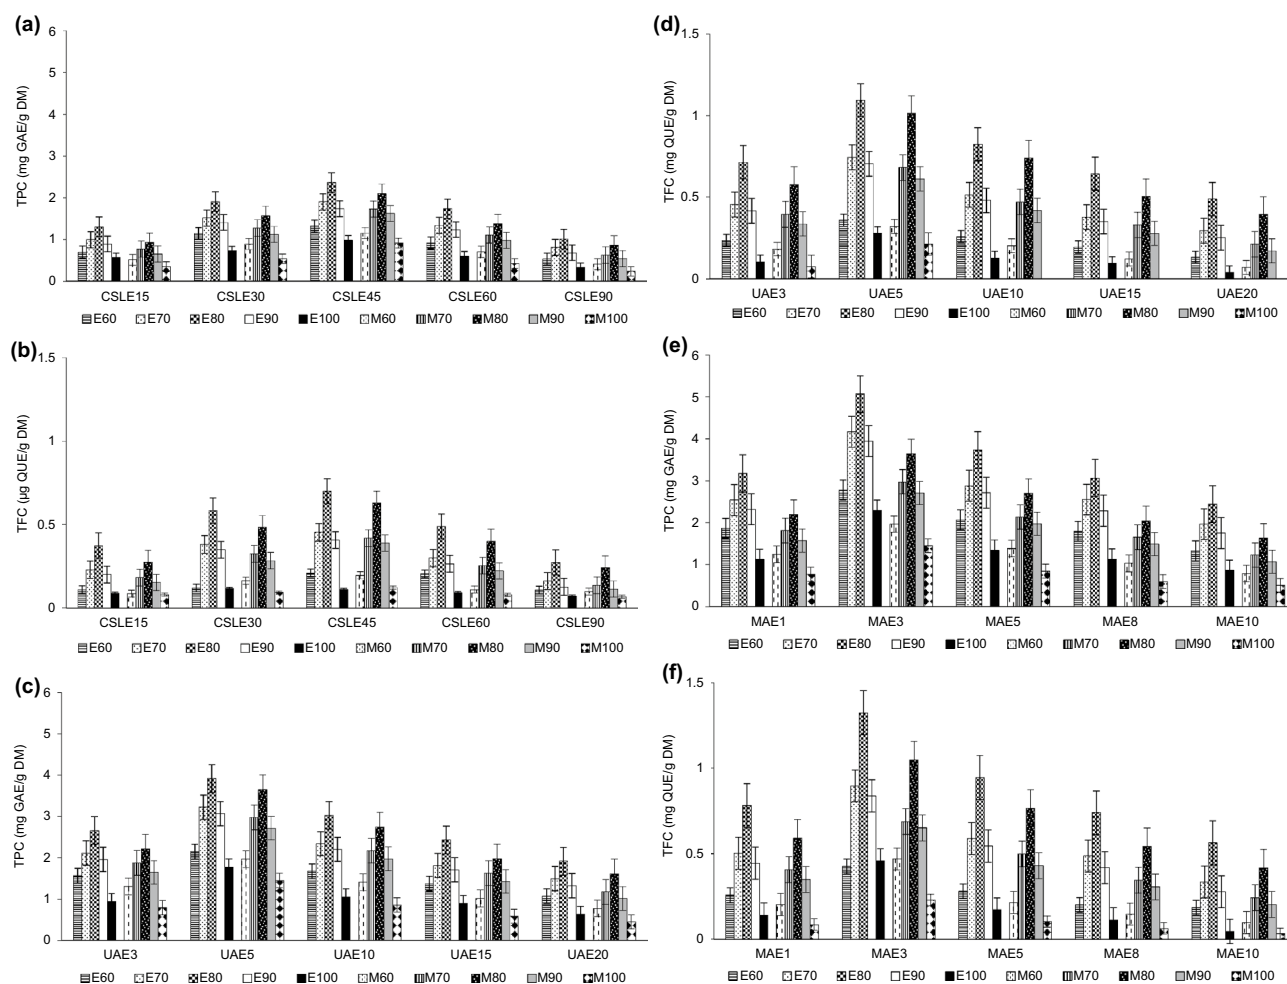 (a)
TPC (mg GAE/g DM)
6
5
4
3
2
1
0
CSLE15 CSLE30 CSLE45 CSLE60 CSLE90
E60 E70 E80 E90 E100 M60 M70 M80 M90 M100
(b)
TFC (µg QUE/g DM)
1.5
1
0.5
0
CSLE15 CSLE30 CSLE45 CSLE60 CSLE90
E60 E70 E80 E90 E100 M60 M70 M80 M90 M100
(c)
TPC (mg GAE/g DM)
6
5
4
3
2
1
0
UAE3 UAE5 UAE10 UAE15 UAE20
E60 E70 E80 E90 E100 M60 M70 M80 M90 M100
(d)
TFC (mg QUE/g DM)
1.5
1
0.5
0
UAE3 UAE5 UAE10 UAE15 UAE20
E60 E70 E80 E90 E100 M60 M70 M80 M90 M100
(e)
TPC (mg GAE/g DM)
6
5
4
3
2
1
0
MAE1 MAE3 MAE5 MAE8 MAE10
E60 E70 E80 E90 E100 M60 M70 M80 M90 M100
(f)
TFC (mg QUE/g DM)
1.5
1
0.5
0
MAE1 MAE3 MAE5 MAE8 MAE10
E60 E70 E80 E90 E100 M60 M70 M80 M90 M100